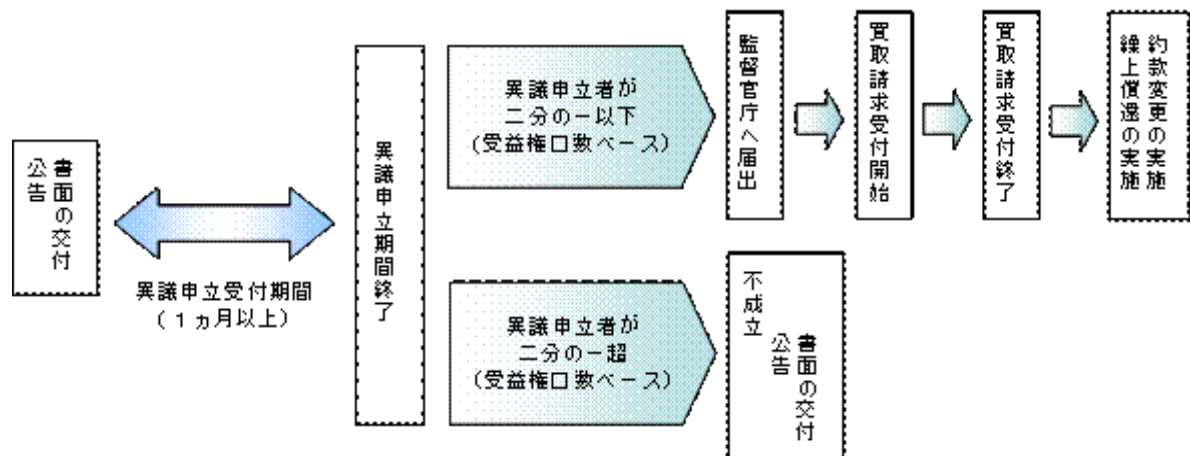 書面の交付
公告
異議申立受付期間
(1ヵ月以上)
異議申立期間終了
異議申立者が
二分の一以下
(受益権口数ベース)
監督官庁へ届出
買取請求受付開始
買取請求受付終了
約款変更の実施
繰上償還の実施
異議申立者が
二分の一超
(受益権口数ベース)
不成立
書面の交付
公告